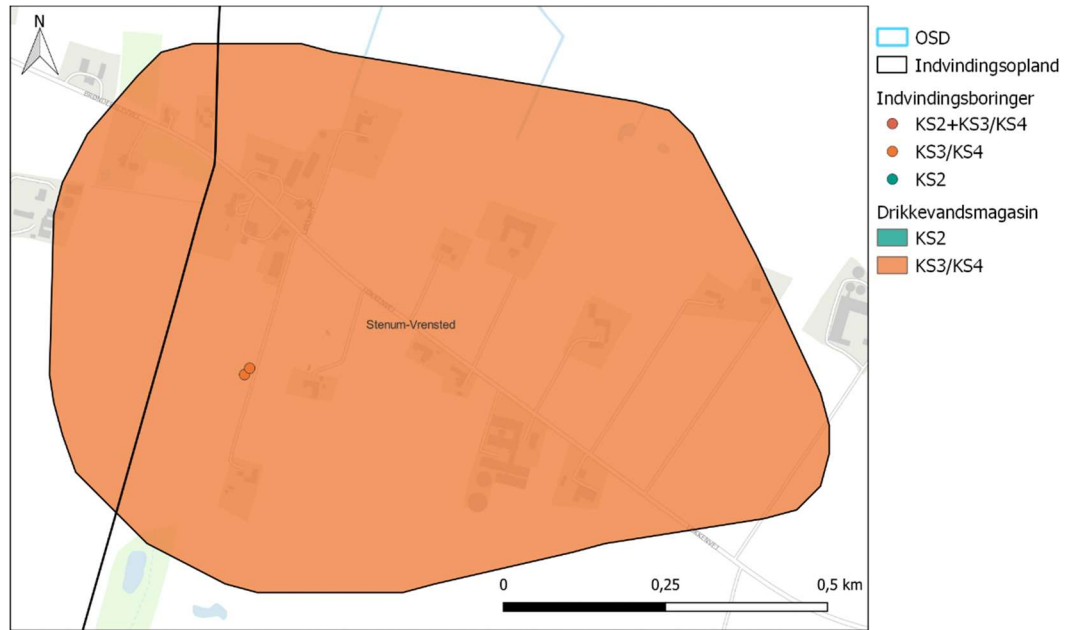 N
OSD
Indvindingsopland
Indvindingsboringer
KS2+KS3/KS4
KS3/KS4
KS2
Drikkevandsmagasin
KS2
KS3/KS4
Stenum-Vrensted
0
0,25
0,5 km